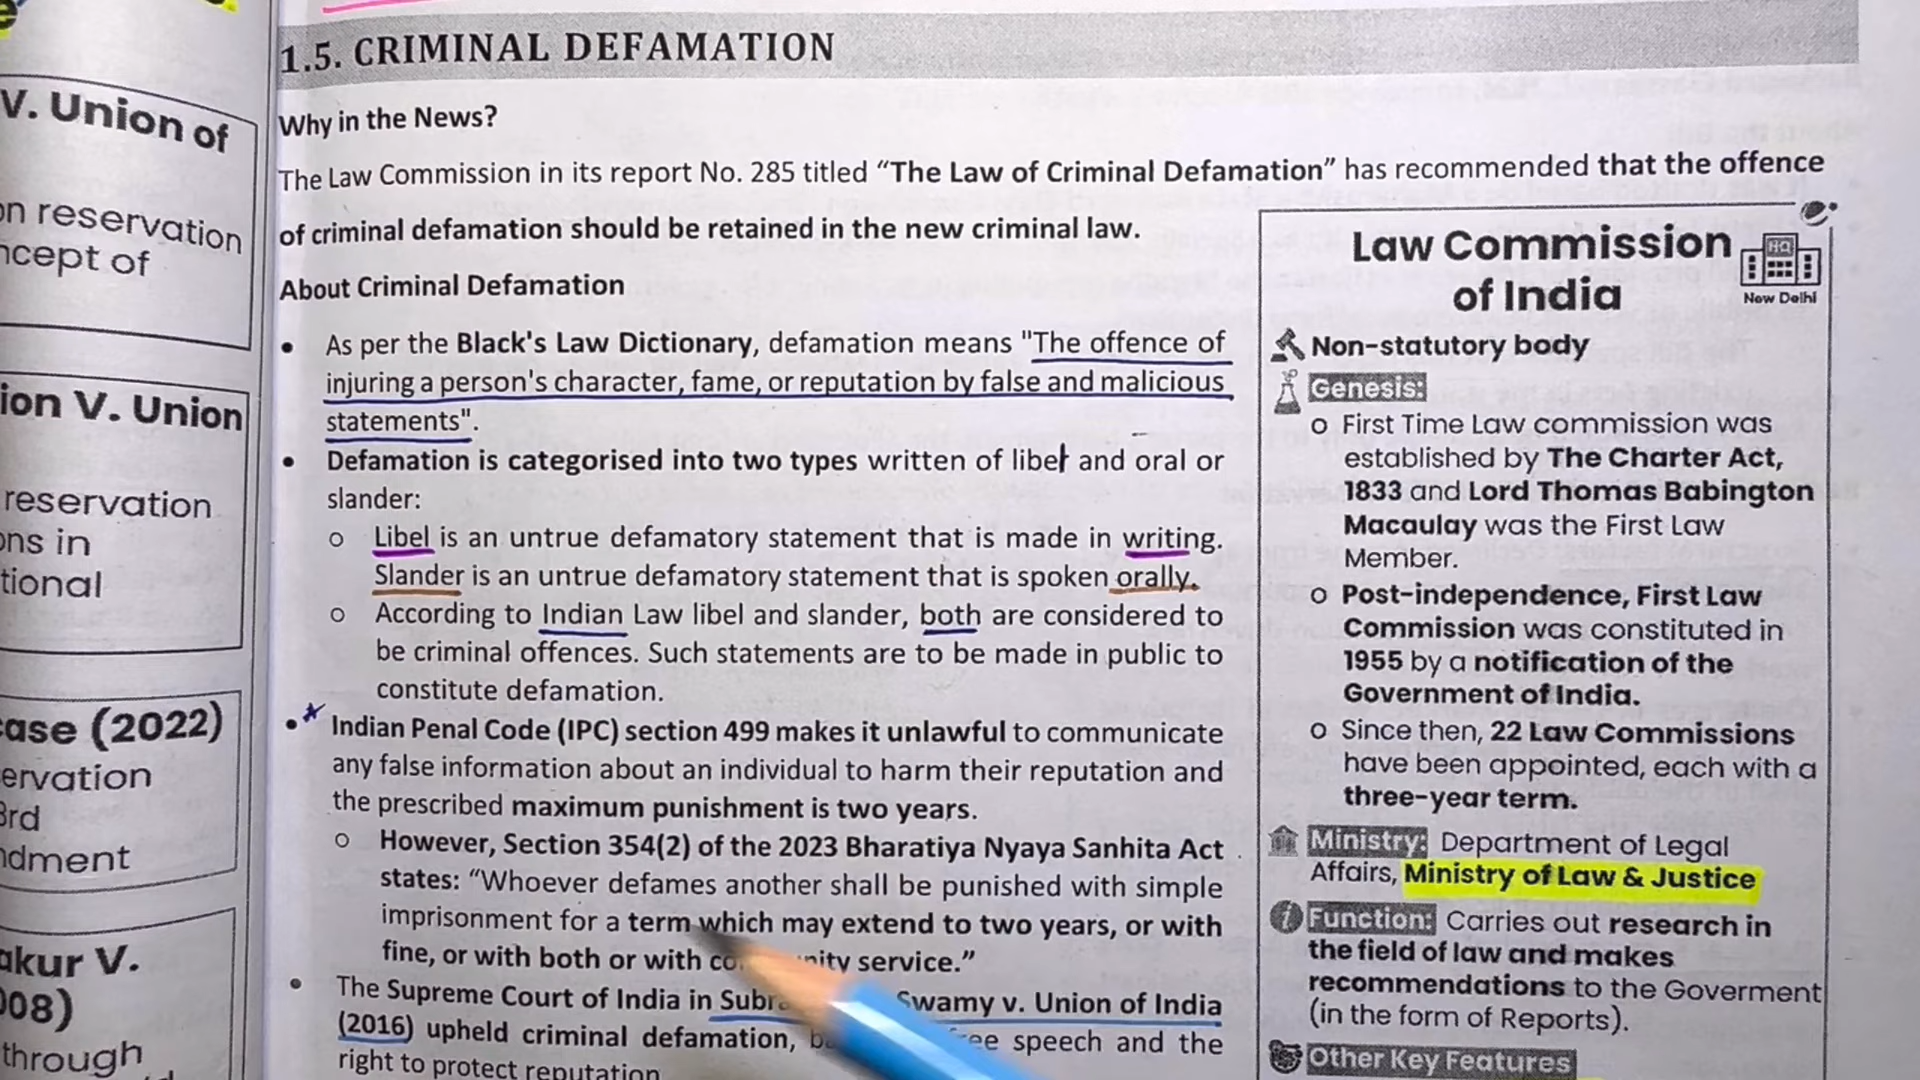 V. Union of
on reservation
ncept of
ion V. Union
reservation
ons in
tional
case (2022)
ervation
3rd
ndment
akur V.
008)
through
1.5. CRIMINAL DEFAMATION
Why in the News?
The Law Commission in its report No. 285 titled “The Law of Criminal Defamation” has recommended that the offence
of criminal defamation should be retained in the new criminal law.
About Criminal Defamation
• As per the Black's Law Dictionary, defamation means "The offence of
injuring a person's character, fame, or reputation by false and malicious
statements".
• Defamation is categorised into two types written of libel and oral or
slander:
o Libel is an untrue defamatory statement that is made in writing.
Slander is an untrue defamatory statement that is spoken orally.
o According to Indian Law libel and slander, both are considered to
be criminal offences. Such statements are to be made in public to
constitute defamation.
• Indian Penal Code (IPC) section 499 makes it unlawful to communicate
any false information about an individual to harm their reputation and
the prescribed maximum punishment is two years.
o However, Section 354(2) of the 2023 Bharatiya Nyaya Sanhita Act
states: “Whoever defames another shall be punished with simple
imprisonment for a term which may extend to two years, or with
fine, or with both or with service.”
• The Supreme Court of India in Swamy v. Union of India
(2016) upheld criminal defamation, speech and the
right to protect reputation
Law Commission
of India
HQ
New Delhi
Non-statutory body
Genesis:
o First Time Law commission was
established by The Charter Act,
1833 and Lord Thomas Babington
Macaulay was the First Law
Member.
o Post-independence, First Law
Commission was constituted in
1955 by a notification of the
Government of India.
o Since then, 22 Law Commissions
have been appointed, each with a
three-year term.
Ministry: Department of Legal
Affairs, Ministry of Law & Justice
Function: Carries out research in
the field of law and makes
recommendations to the Goverment
(in the form of Reports).
Other Key Features